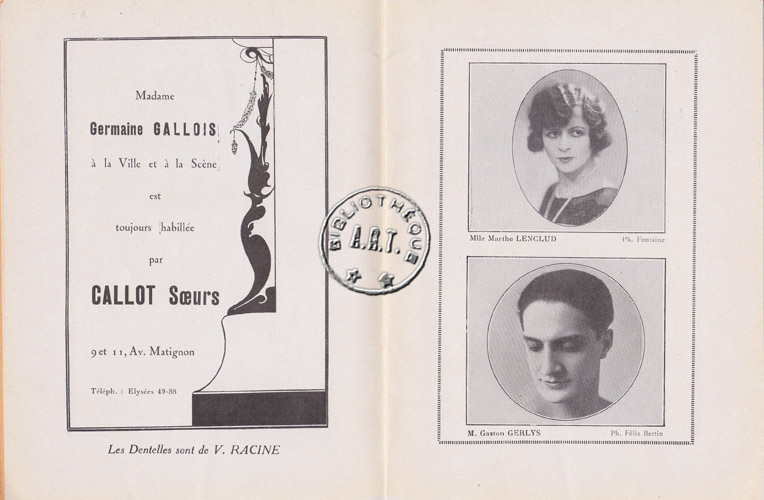 Madame
Germaine GALLOIS
à la Ville et à la Scène
est
toujours habillée
par
CALLOT Sœurs
9 et 11, Av. Matignon
Téléph. : Elysées 49-88
Les Dentelles sont de V. RACINE
BIBLIOTHÈQUE
A.R.T.
Mlle Marthe LENCLUD Ph. Fontaine
M. Gaston GERLYS Ph. Félix Bertin